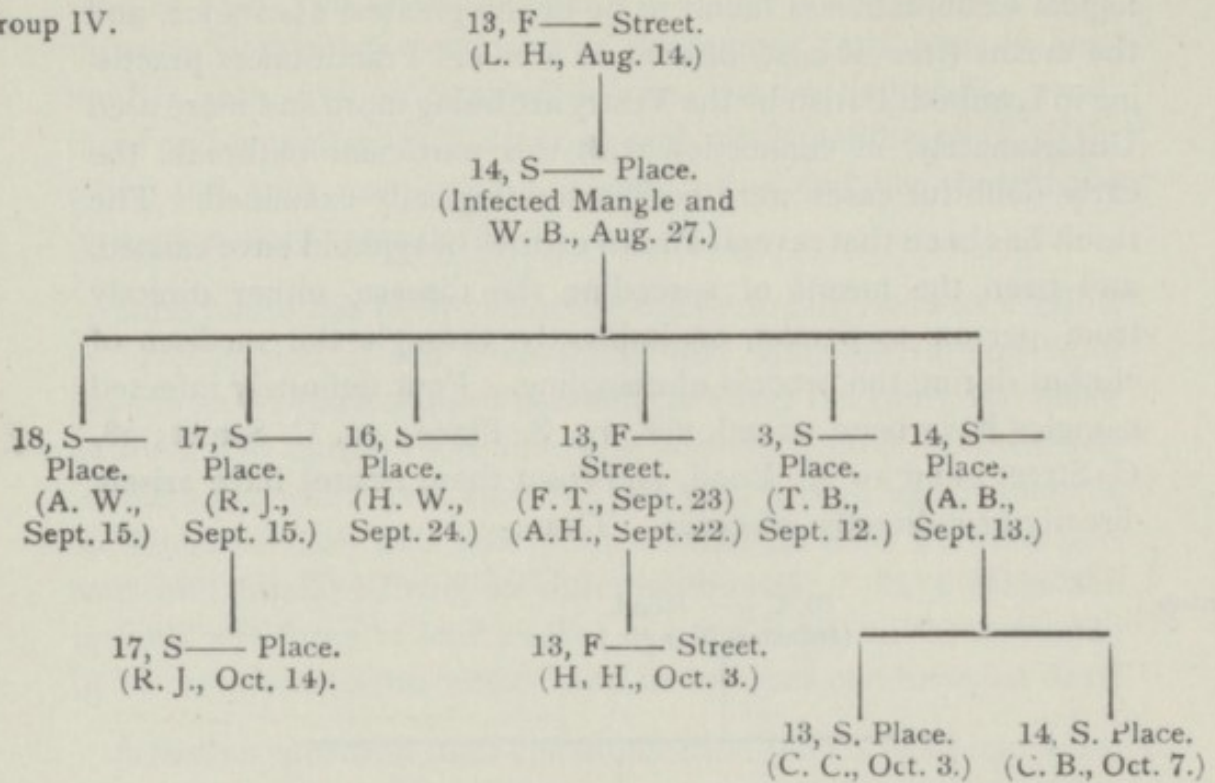 roup IV.
13, F—— Street.
(L. H., Aug. 14.)
14, S—— Place.
(Infected Mangle and
W. B., Aug. 27.)
18, S——
Place.
(A. W.,
Sept. 15.)
17, S——
Place.
(R. J.,
Sept. 15.)
16, S——
Place.
(H. W.,
Sept. 24.)
13, F——
Street.
(F. T., Sept. 23)
(A.H., Sept. 22.)
3, S——
Place.
(T. B.,
Sept. 12.)
14, S——
Place.
(A. B.,
Sept. 13.)
17, S—— Place.
(R. J., Oct. 14).
13, F—— Street.
(H. H., Oct. 3.)
13, S. Place.
(C. C., Oct. 3.)
14, S. Place.
(C. B., Oct. 7.)